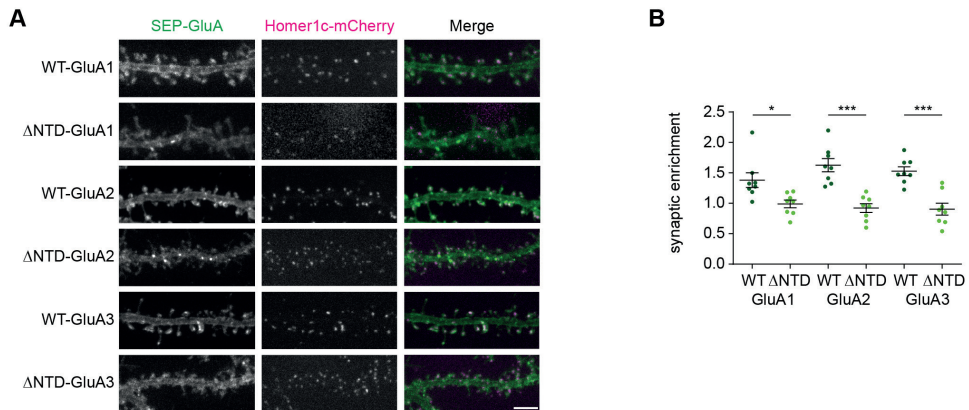 A
SEP-GluA Homer1c-mCherry Merge
WT-GluA1
ΔNTD-GluA1
WT-GluA2
ΔNTD-GluA2
WT-GluA3
ΔNTD-GluA3
B
* *** ***
synaptic enrichment
2.5
2.0
1.5
1.0
0.5
0.0
WT ΔNTD WT ΔNTD WT ΔNTD
GluA1 GluA2 GluA3